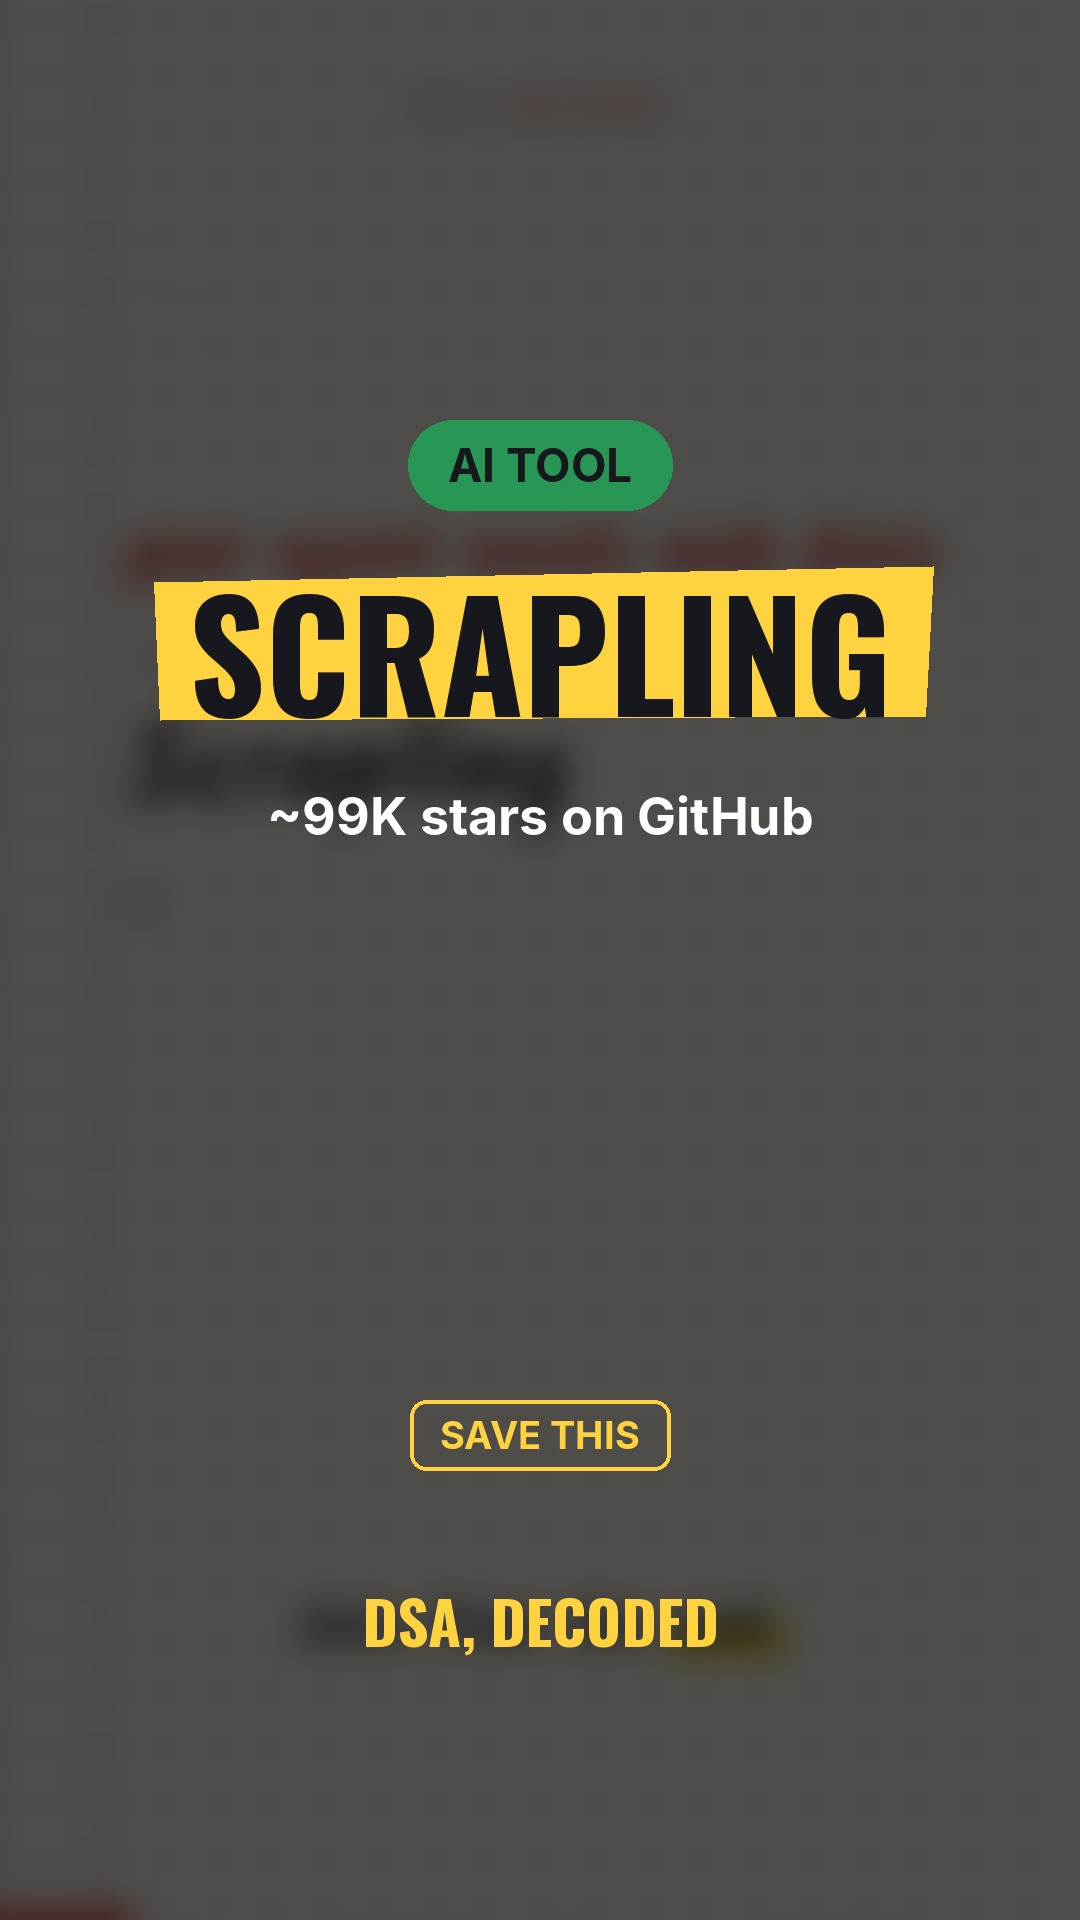 AI TOOL
SCRAPLING
~99K stars on GitHub
SAVE THIS
DSA, DECODED